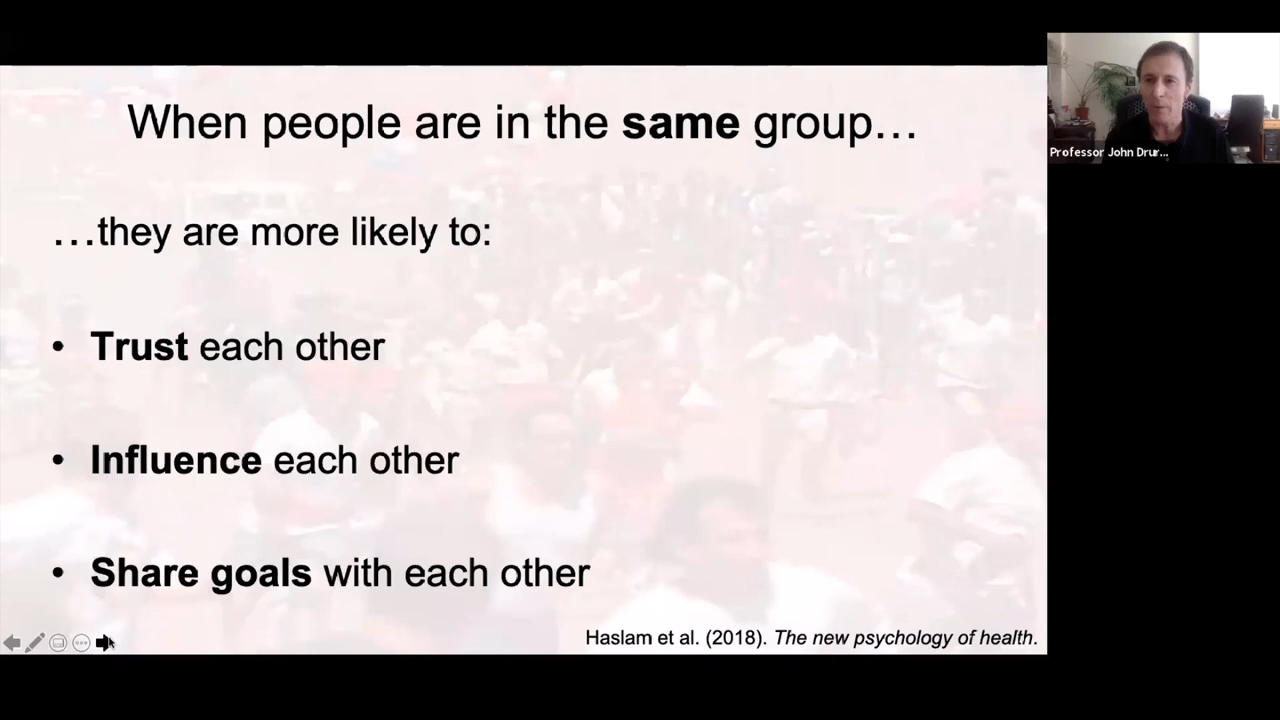 When people are in the same group…
…they are more likely to:
• Trust each other
• Influence each other
• Share goals with each other
Haslam et al. (2018). The new psychology of health.
Professor John Drur...